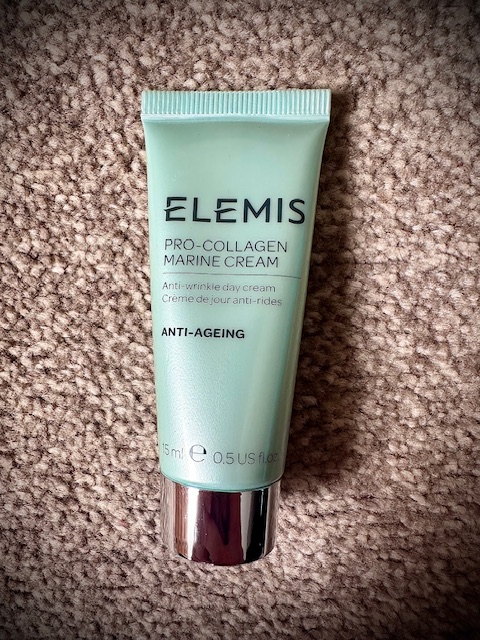 ELEMIS
PRO-COLLAGEN
MARINE CREAM
Anti-wrinkle day cream
Crème de jour anti-rides
ANTI-AGEING
15 ml e 0.5 US fl.oz